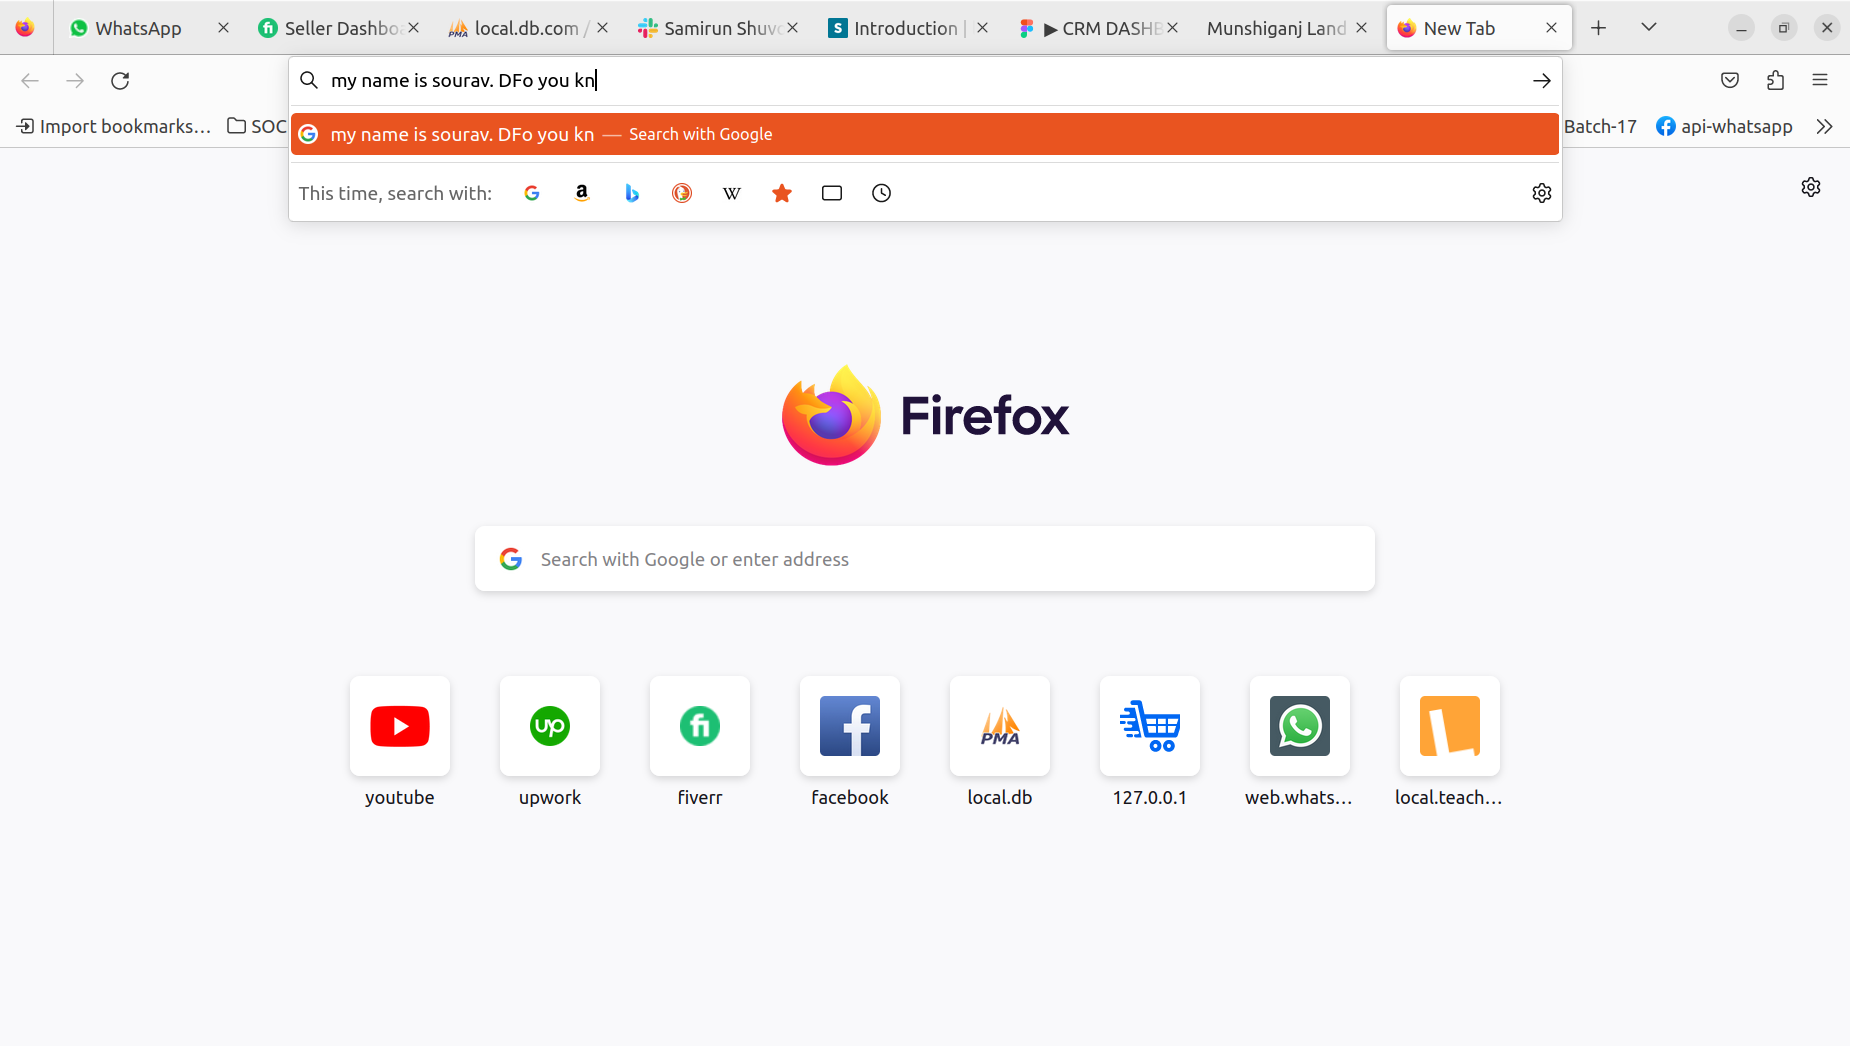 WhatsApp
Seller Dashboa
local.db.com /
Samirun Shuvo
Introduction |
▶ CRM DASHB
Munshiganj Land
New Tab
my name is sourav. DFo you kn
Import bookmarks...
SOC
my name is sourav. DFo you kn — Search with Google
Batch-17
api-whatsapp
This time, search with:
Firefox
Search with Google or enter address
PMA
youtube
upwork
fiverr
facebook
local.db
127.0.0.1
web.whats...
local.teach...